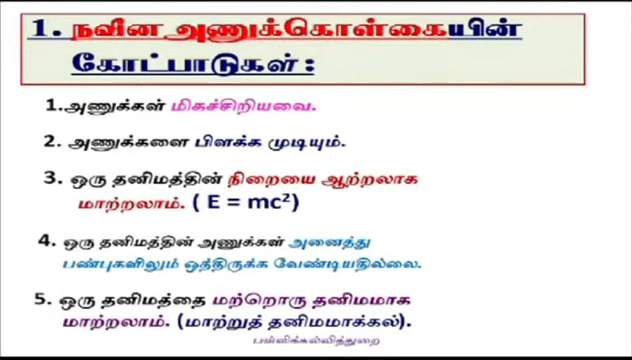 1. நவீன அணுக்கொள்கையின்
கோட்பாடுகள் :
1.அணுக்கள் மிகச்சிறியவை.
2. அணுக்களை பிளக்க முடியும்.
3. ஒரு தனிமத்தின் நிறையை ஆற்றலாக
மாற்றலாம். ( E = mc²)
4. ஒரு தனிமத்தின் அணுக்கள் அனைத்து
பண்புகளிலும் ஒத்திருக்க வேண்டியதில்லை.
5. ஒரு தனிமத்தை மற்றொரு தனிமமாக
மாற்றலாம். (மாற்றுத் தனிமமாக்கல்).
பள்ளிக்கல்வித்துறை